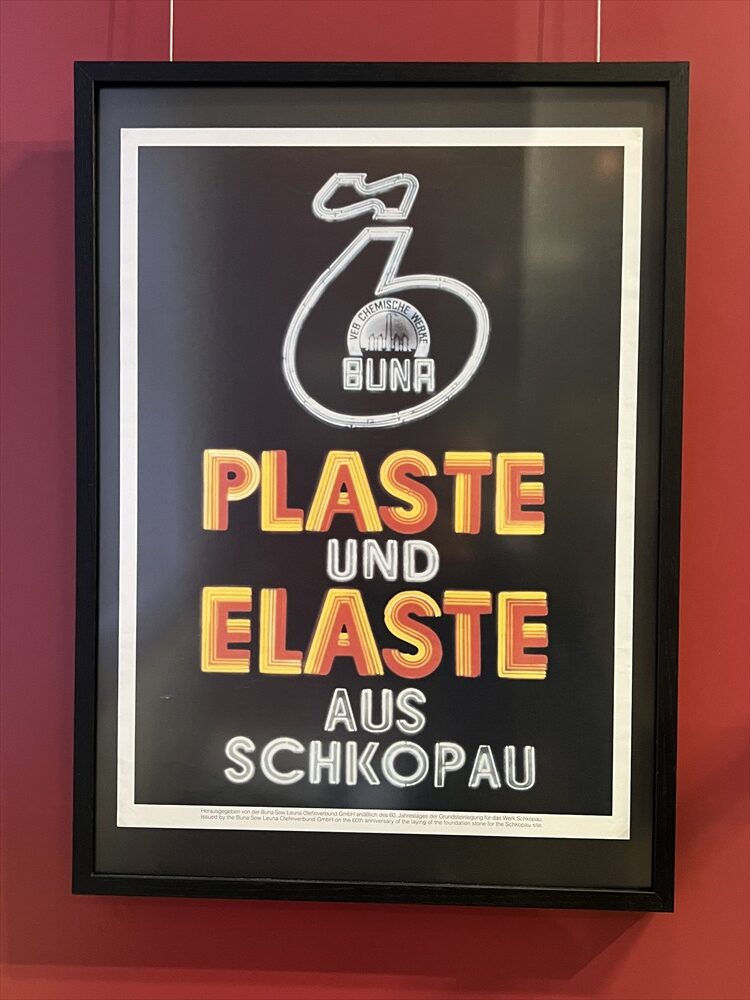 VEB CHEMISCHE WERKE
BUNA
PLASTE
UND
ELASTE
AUS
SCHKOPAU
Herausgegeben von der Buna Sow Leuna Olefinverbund GmbH anläßlich des 60. Jahrestages der Grundsteinlegung für das Werk Schkopau.
Issued by the Buna Sow Leuna Olefinverbund GmbH on the 60th anniversary of the laying of the foundation stone for the Schkopau site.